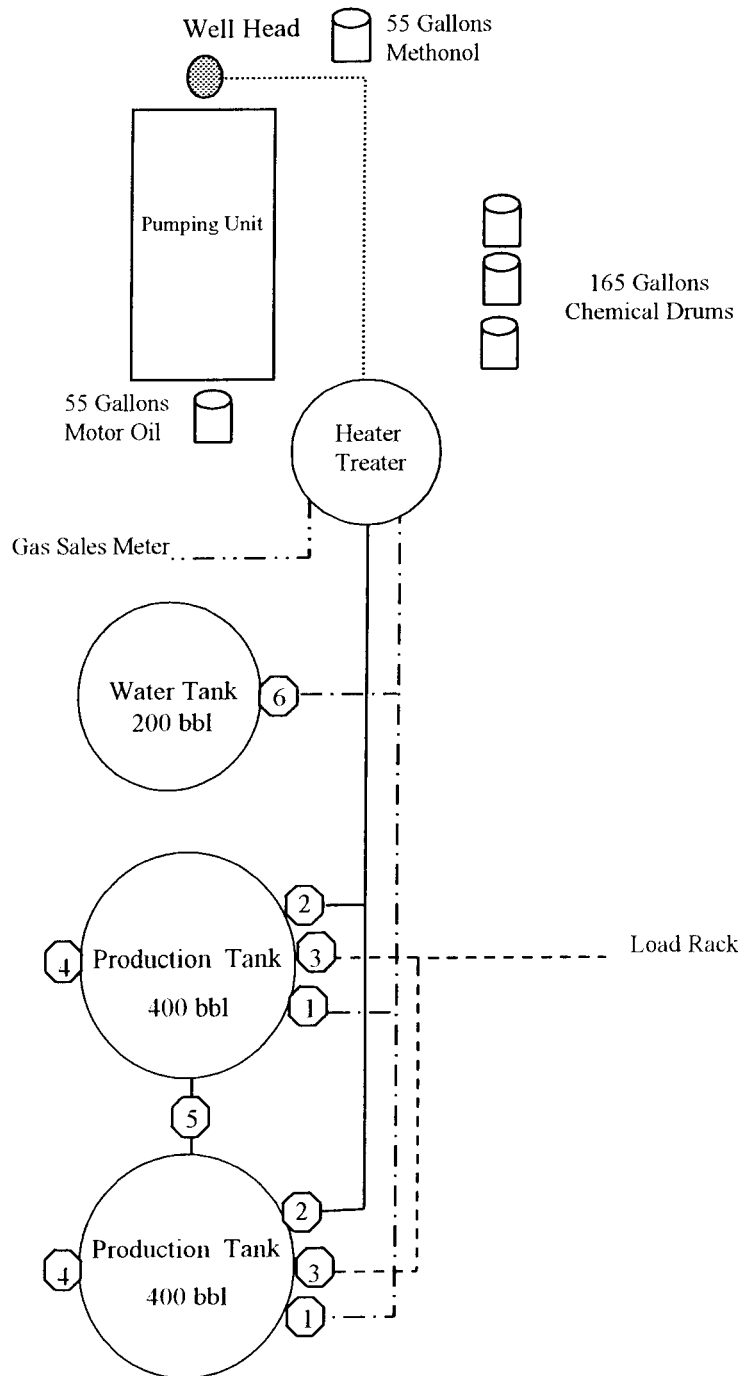 Well Head
55 Gallons
Methonol
Pumping Unit
165 Gallons
Chemical Drums
55 Gallons
Motor Oil
Heater
Treater
Gas Sales Meter
Water Tank
200 bbl
6
2
3
Load Rack
4
Production Tank
400 bbl
1
5
2
Production Tank
4
3
400 bbl
1